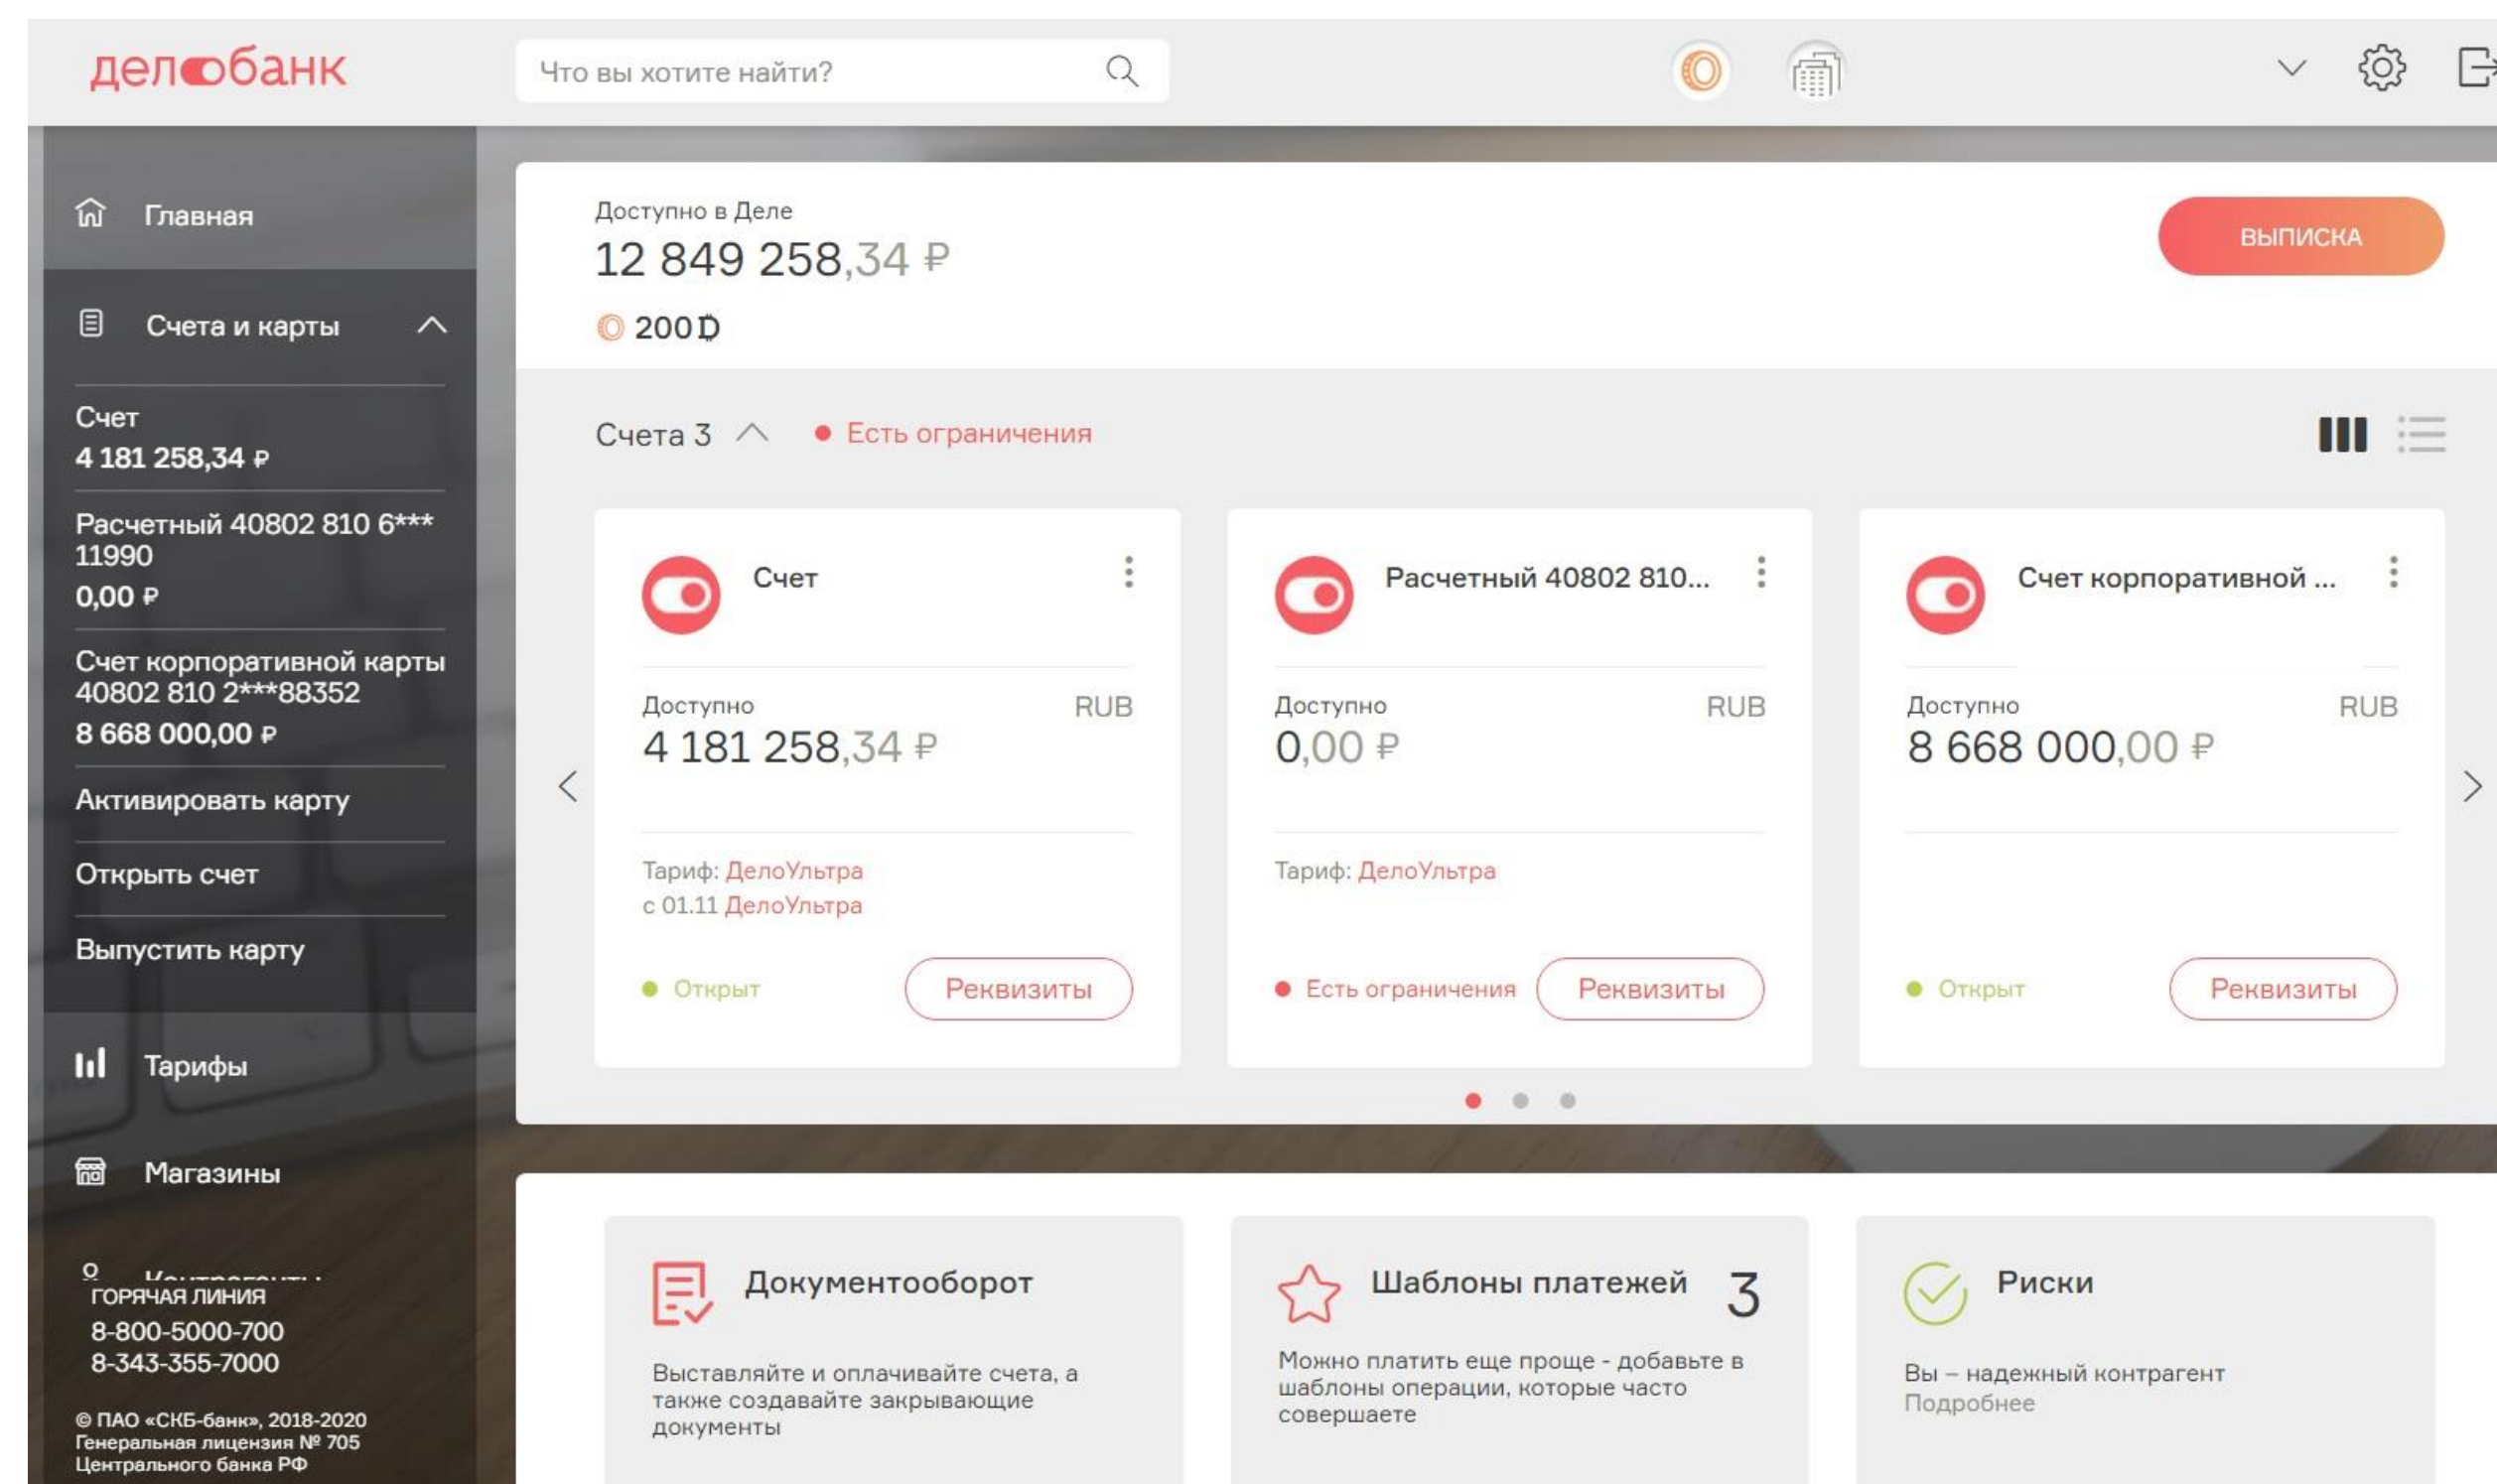 делобанк
Что вы хотите найти?
Главная
Счета и карты
Счет
4 181 258,34 ₽
Расчетный 40802 810 6***
11990
0,00 ₽
Счет корпоративной карты
40802 810 2***88352
8 668 000,00 ₽
Активировать карту
Открыть счет
Выпустить карту
Тарифы
Магазины
ГОРЯЧАЯ ЛИНИЯ
8-800-5000-700
8-343-355-7000
© ПАО «СКБ-банк», 2018-2020
Генеральная лицензия № 705
Центрального банка РФ
Доступно в Деле
12 849 258,34 ₽
200
ВЫПИСКА
Счета 3
Есть ограничения
Счет
Доступно RUB
4 181 258,34 ₽
Тариф: ДелоУльтра
с 01.11 ДелоУльтра
Открыт
Реквизиты
Расчетный 40802 810...
Доступно RUB
0,00 ₽
Тариф: ДелоУльтра
Есть ограничения
Реквизиты
Счет корпоративной ...
Доступно RUB
8 668 000,00 ₽
Открыт
Реквизиты
Документооборот
Выставляйте и оплачивайте счета, а
также создавайте закрывающие
документы
Шаблоны платежей 3
Можно платить еще проще - добавьте в
шаблоны операции, которые часто
совершаете
Риски
Вы – надежный контрагент
Подробнее